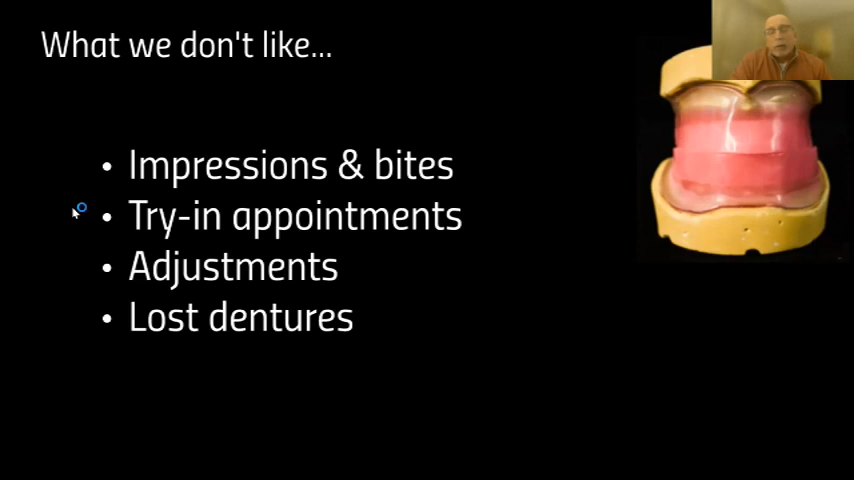 What we don't like...
• Impressions & bites
• Try-in appointments
• Adjustments
• Lost dentures